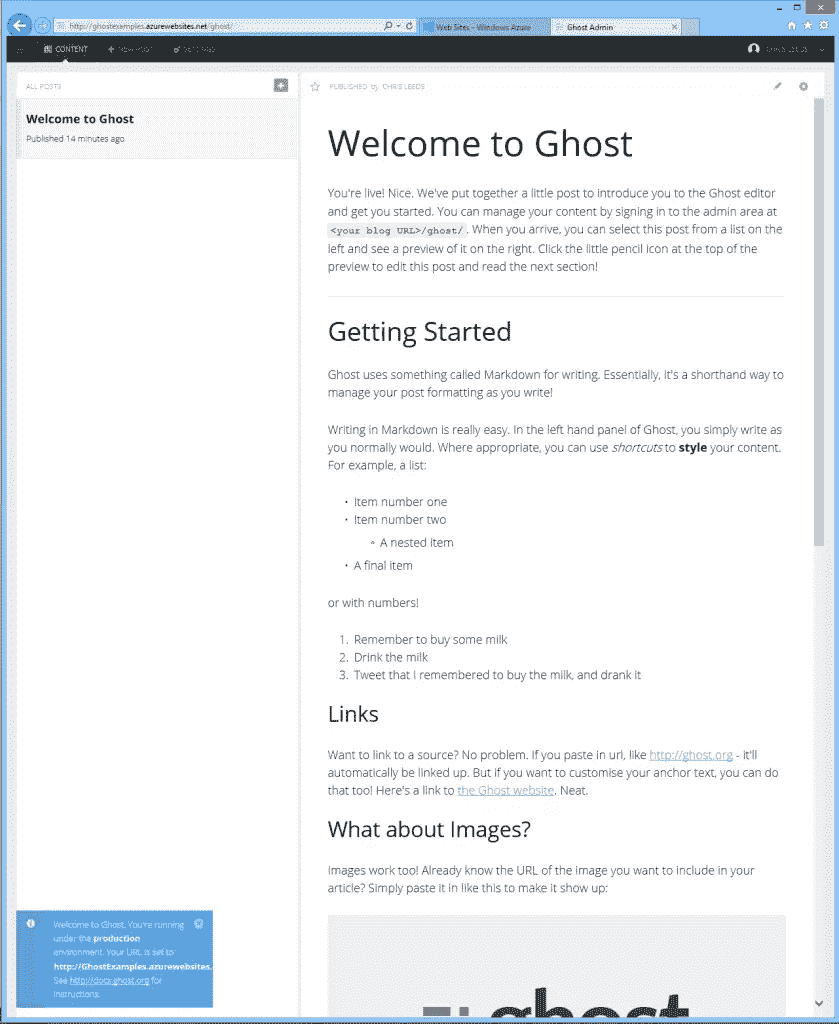 http://ghostexamples.azurewebsites.net/ghost/
Web Sites - Windows Azure
Ghost Admin
CONTENT
NEW POST
SETTINGS
CHRIS LEEDS
ALL POSTS
PUBLISHED by CHRIS LEEDS
Welcome to Ghost
Published 14 minutes ago
Welcome to Ghost
You're live! Nice. We've put together a little post to introduce you to the Ghost editor
and get you started. You can manage your content by signing in to the admin area at
<your blog URL>/ghost/. When you arrive, you can select this post from a list on the
left and see a preview of it on the right. Click the little pencil icon at the top of the
preview to edit this post and read the next section!
Getting Started
Ghost uses something called Markdown for writing. Essentially, it's a shorthand way to
manage your post formatting as you write!
Writing in Markdown is really easy. In the left hand panel of Ghost, you simply write as
you normally would. Where appropriate, you can use shortcuts to style your content.
For example, a list:
• Item number one
• Item number two
◦ A nested item
• A final item
or with numbers!
1. Remember to buy some milk
2. Drink the milk
3. Tweet that I remembered to buy the milk, and drank it
Links
Want to link to a source? No problem. If you paste in url, like http://ghost.org - it'll
automatically be linked up. But if you want to customise your anchor text, you can do
that too! Here's a link to the Ghost website. Neat.
What about Images?
Images work too! Already know the URL of the image you want to include in your
article? Simply paste it in like this to make it show up:
ghost
Welcome to Ghost. You're running
under the production
environment. Your URL is set to
http://GhostExamples.azurewebsites.
See http://docs.ghost.org for
instructions.